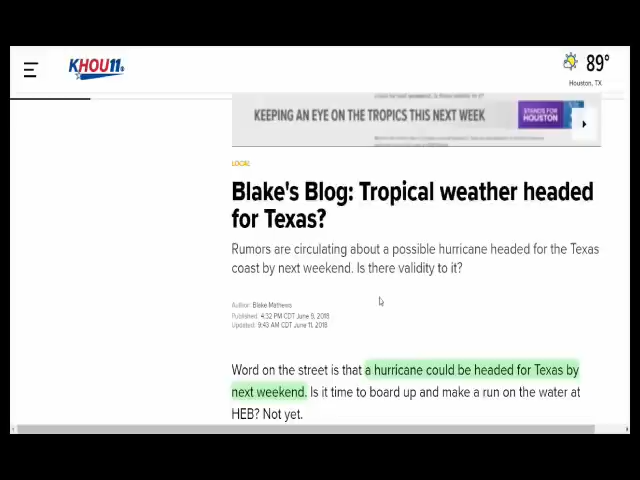 KHOU11
89°
Houston, TX
KEEPING AN EYE ON THE TROPICS THIS NEXT WEEK
STANDS FOR
HOUSTON
LOCAL
Blake's Blog: Tropical weather headed
for Texas?
Rumors are circulating about a possible hurricane headed for the Texas
coast by next weekend. Is there validity to it?
Author: Blake Mathews
Published: 4:32 PM CDT June 9, 2018
Updated: 9:43 AM CDT June 11, 2018
Word on the street is that a hurricane could be headed for Texas by
next weekend. Is it time to board up and make a run on the water at
HEB? Not yet.